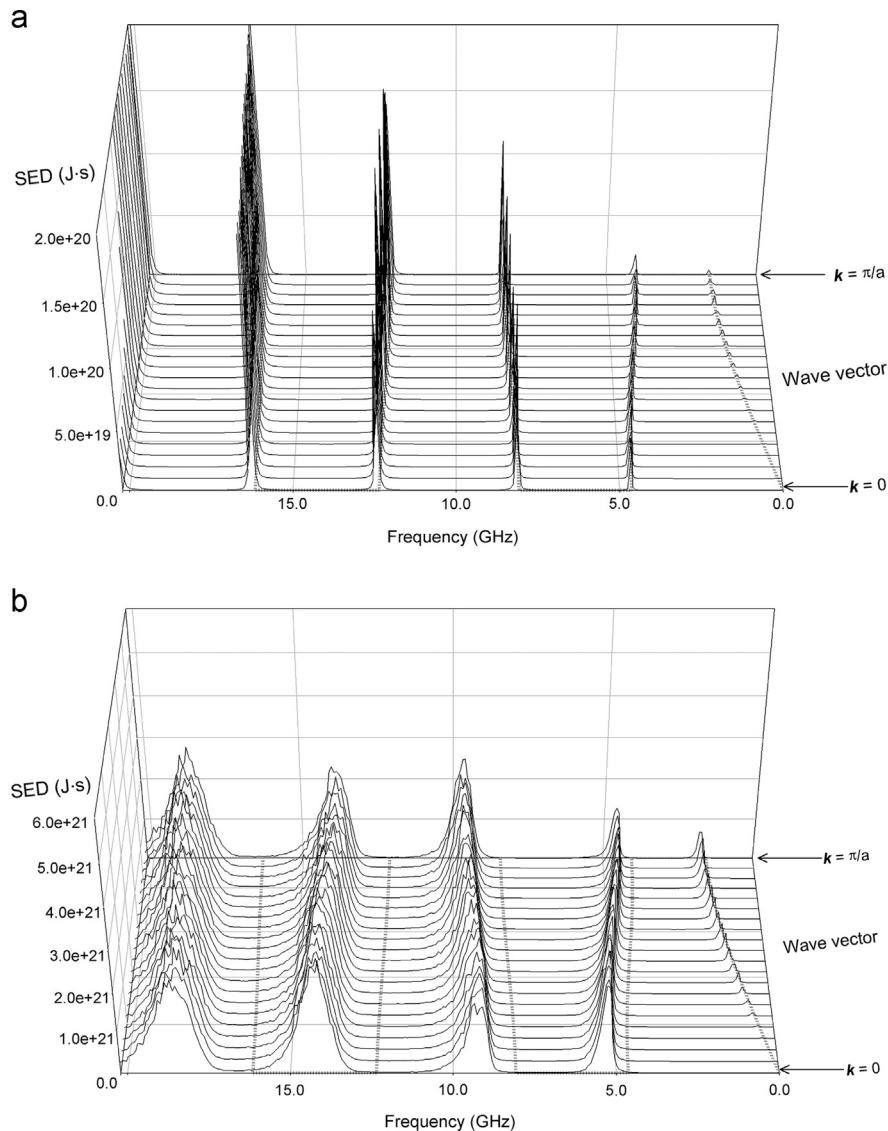 a
SED (J·s)
2.0e+20
1.5e+20
1.0e+20
5.0e+19
0.0
15.0
10.0
5.0
0.0
Frequency (GHz)
k = π/a
Wave vector
k = 0
b
SED (J·s)
6.0e+21
5.0e+21
4.0e+21
3.0e+21
2.0e+21
1.0e+21
0.0
15.0
10.0
5.0
0.0
Frequency (GHz)
k = π/a
Wave vector
k = 0